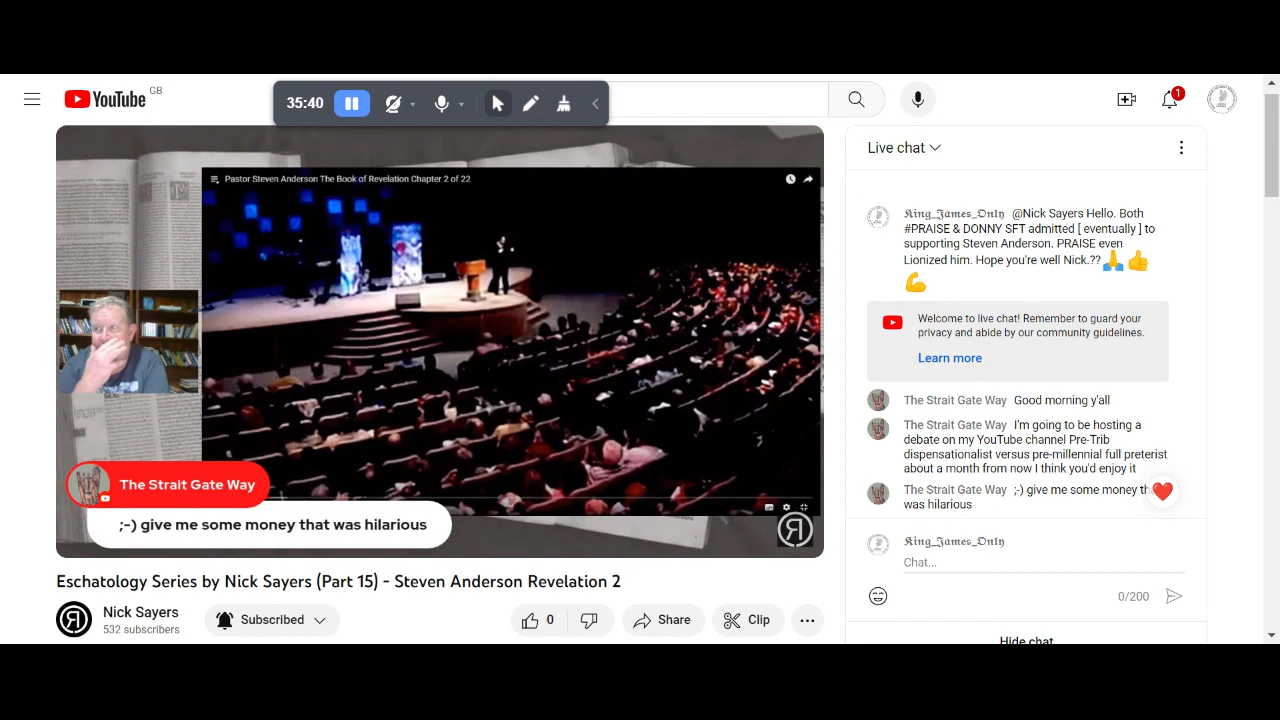 YouTube GB
35:40
1
Pastor Steven Anderson The Book of Revelation Chapter 2 of 22
The Strait Gate Way
;-) give me some money that was hilarious
Eschatology Series by Nick Sayers (Part 15) - Steven Anderson Revelation 2
Nick Sayers
532 subscribers
Subscribed
0
Share
Clip
Live chat
𝕶ing_𝕵ames_𝕺nly @Nick Sayers Hello. Both
#PRAISE & DONNY SFT admitted [ eventually ] to
supporting Steven Anderson. PRAISE even
Lionized him. Hope you're well Nick.??🙏👍
💪
Welcome to live chat! Remember to guard your
privacy and abide by our community guidelines.
Learn more
The Strait Gate Way Good morning y'all
The Strait Gate Way I'm going to be hosting a
debate on my YouTube channel Pre-Trib
dispensationalist versus pre-millennial full preterist
about a month from now I think you'd enjoy it
The Strait Gate Way ;-) give me some money
was hilarious
𝕶ing_𝕵ames_𝕺nly
Chat...
0/200
Hide chat